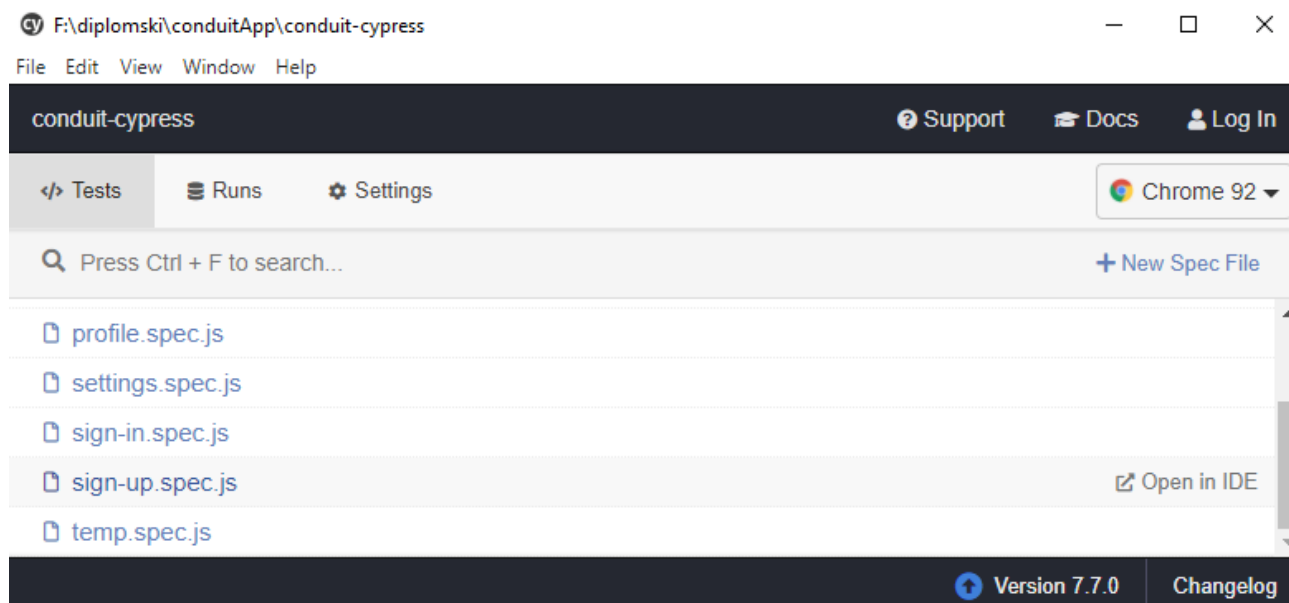 cy F:\diplomski\conduitApp\conduit-cypress
File Edit View Window Help
conduit-cypress Support Docs Log In
</> Tests Runs Settings Chrome 92
Press Ctrl + F to search... + New Spec File
profile.spec.js
settings.spec.js
sign-in.spec.js
sign-up.spec.js Open in IDE
temp.spec.js
Version 7.7.0 Changelog